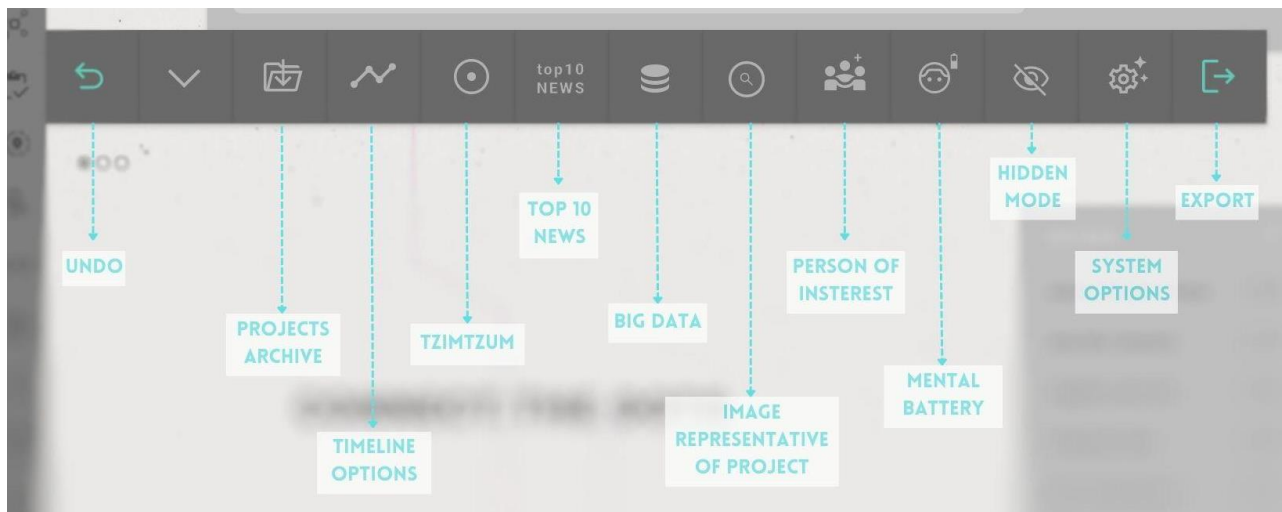 top10
NEWS
UNDO
PROJECTS
ARCHIVE
TIMELINE
OPTIONS
TZIMTZUM
TOP 10
NEWS
BIG DATA
IMAGE
REPRESENTATIVE
OF PROJECT
PERSON OF
INSTEREST
MENTAL
BATTERY
HIDDEN
MODE
SYSTEM
OPTIONS
EXPORT